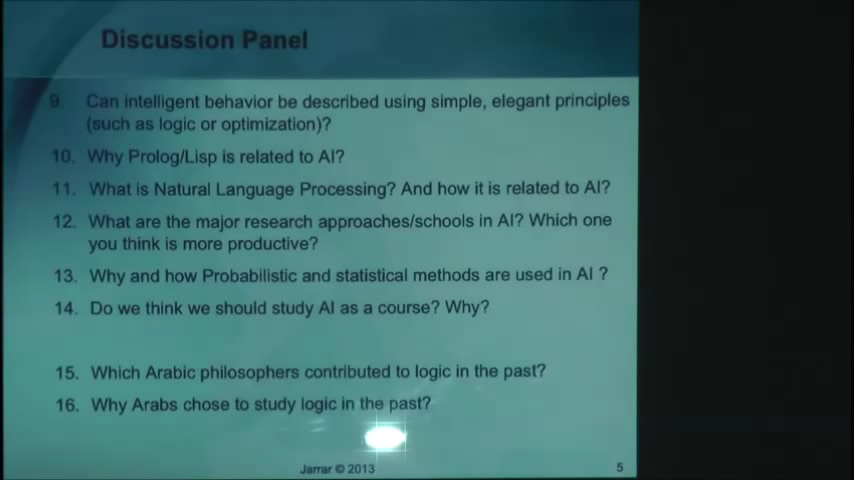 Discussion Panel
9. Can intelligent behavior be described using simple, elegant principles
(such as logic or optimization)?
10. Why Prolog/Lisp is related to AI?
11. What is Natural Language Processing? And how it is related to AI?
12. What are the major research approaches/schools in AI? Which one
you think is more productive?
13. Why and how Probabilistic and statistical methods are used in AI ?
14. Do we think we should study AI as a course? Why?
15. Which Arabic philosophers contributed to logic in the past?
16. Why Arabs chose to study logic in the past?
Jarrar © 2013
5